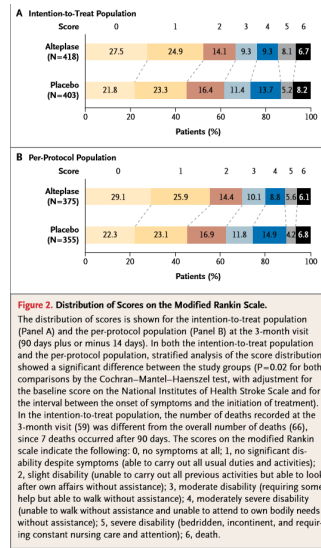 A Intention-to-Treat Population
Score 0 1 2 3 4 5 6
Alteplase (N=418) 27.5 24.9 14.1 9.3 9.3 8.1 6.7
Placebo (N=403) 21.8 23.3 16.4 11.4 13.7 5.2 8.2
0 20 40 60 80 100
Patients (%)
B Per-Protocol Population
Score 0 1 2 3 4 5 6
Alteplase (N=375) 29.1 25.9 14.4 10.1 8.8 5.6 6.1
Placebo (N=355) 22.3 23.1 16.9 11.8 14.9 4.2 6.8
0 20 40 60 80 100
Patients (%)
Figure 2. Distribution of Scores on the Modified Rankin Scale.
The distribution of scores is shown for the intention-to-treat population
(Panel A) and the per-protocol population (Panel B) at the 3-month visit
(90 days plus or minus 14 days). In both the intention-to-treat population
and the per-protocol population, stratified analysis of the score distribution
showed a significant difference between the study groups (P=0.02 for both
comparisons by the Cochran–Mantel–Haenszel test, with adjustment for
the baseline score on the National Institutes of Health Stroke Scale and for
the interval between the onset of symptoms and the initiation of treatment).
In the intention-to-treat population, the number of deaths recorded at the
3-month visit (59) was different from the overall number of deaths (66),
since 7 deaths occurred after 90 days. The scores on the modified Rankin
scale indicate the following: 0, no symptoms at all; 1, no significant dis-
ability despite symptoms (able to carry out all usual duties and activities);
2, slight disability (unable to carry out all previous activities but able to look
after own affairs without assistance); 3, moderate disability (requiring some
help but able to walk without assistance); 4, moderately severe disability
(unable to walk without assistance and unable to attend to own bodily needs
without assistance); 5, severe disability (bedridden, incontinent, and requir-
ing constant nursing care and attention); 6, death.